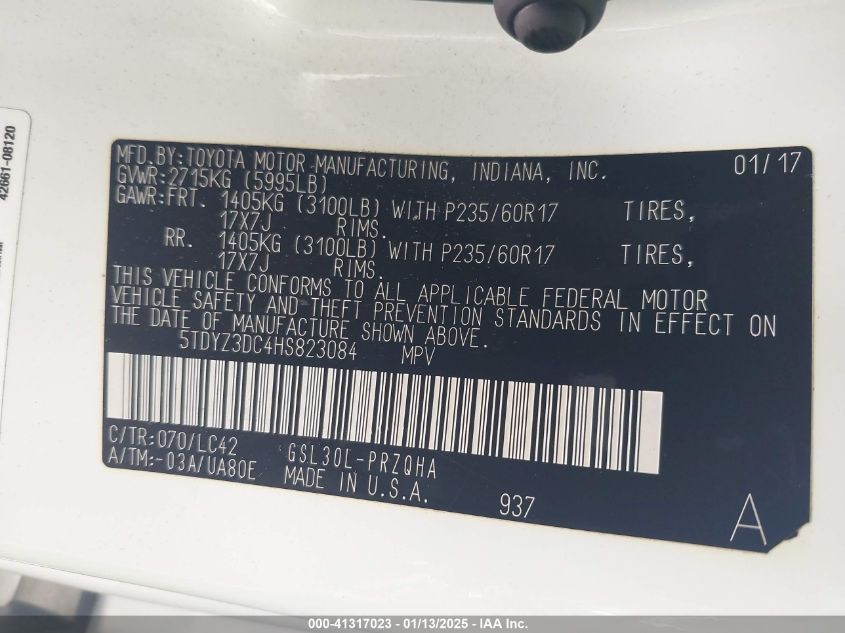 42661-08120
MFD.BY:TOYOTA MOTOR MANUFACTURING, INDIANA, INC. 01/17
GVWR:2715KG (5995LB)
GAWR:FRT. 1405KG (3100LB) WITH P235/60R17 TIRES,
17X7J RIMS.
RR. 1405KG (3100LB) WITH P235/60R17 TIRES,
17X7J RIMS.
THIS VEHICLE CONFORMS TO ALL APPLICABLE FEDERAL MOTOR
VEHICLE SAFETY AND THEFT PREVENTION STANDARDS IN EFFECT ON
THE DATE OF MANUFACTURE SHOWN ABOVE.
5TDYZ3DC4HS823084 MPV
C/TR:070/LC42 GSL30L-PRZQHA
A/TM:-03A/UA80E MADE IN U.S.A.
937 A
000-41317023 - 01/13/2025 - IAA Inc.